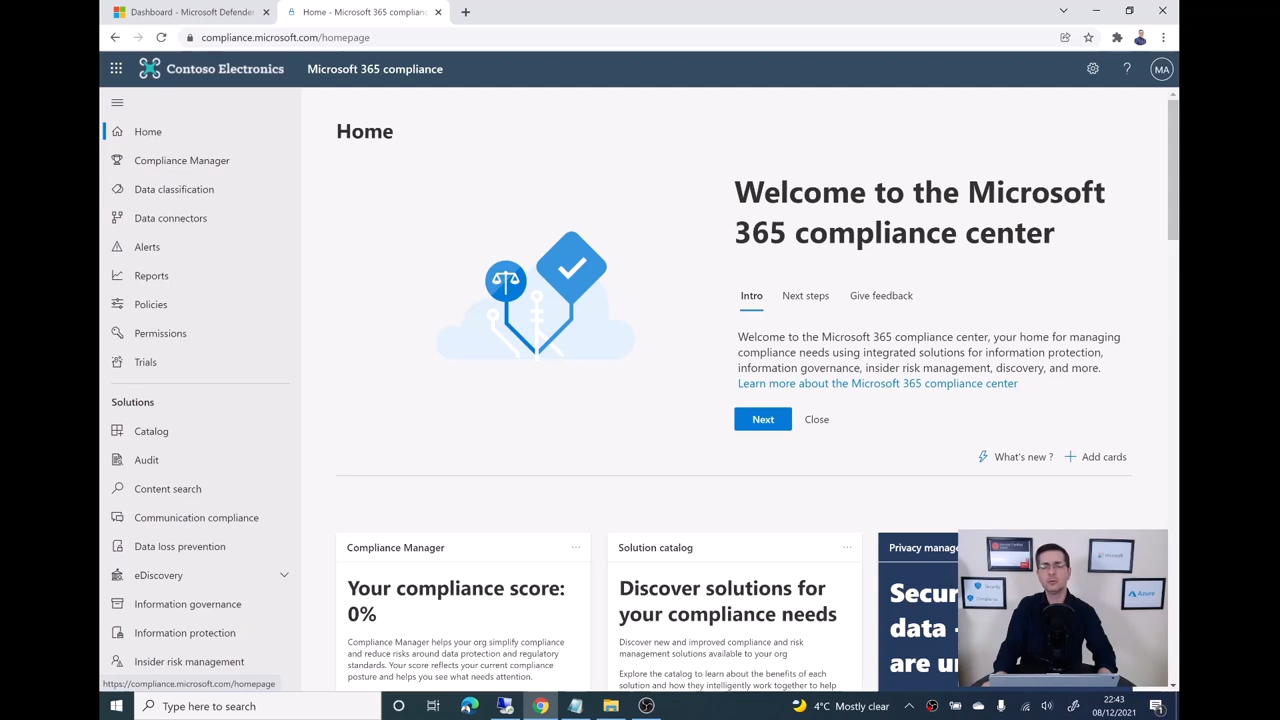 Dashboard - Microsoft Defender
Home - Microsoft 365 complianc
compliance.microsoft.com/homepage
Contoso Electronics
Microsoft 365 compliance
MA
Home
Compliance Manager
Data classification
Data connectors
Alerts
Reports
Policies
Permissions
Trials
Solutions
Catalog
Audit
Content search
Communication compliance
Data loss prevention
eDiscovery
Information governance
Information protection
Insider risk management
https://compliance.microsoft.com/homepage
Home
Welcome to the Microsoft
365 compliance center
Intro
Next steps
Give feedback
Welcome to the Microsoft 365 compliance center, your home for managing
compliance needs using integrated solutions for information protection,
information governance, insider risk management, discovery, and more.
Learn more about the Microsoft 365 compliance center
Next
Close
What's new ?
Add cards
Compliance Manager
Your compliance score:
0%
Compliance Manager helps your org simplify compliance
and reduce risks around data protection and regulatory
standards. Your score reflects your current compliance
posture and helps you see what needs attention.
Solution catalog
Discover solutions for
your compliance needs
Discover new and improved compliance and risk
management solutions available to your org
Explore the catalog to learn about the benefits of each
solution and how they intelligently work together to help
Privacy manag
Secur
data -
are u
Microsoft
Security
Compliance
Azure
Type here to search
4°C Mostly clear
22:43
08/12/2021
1